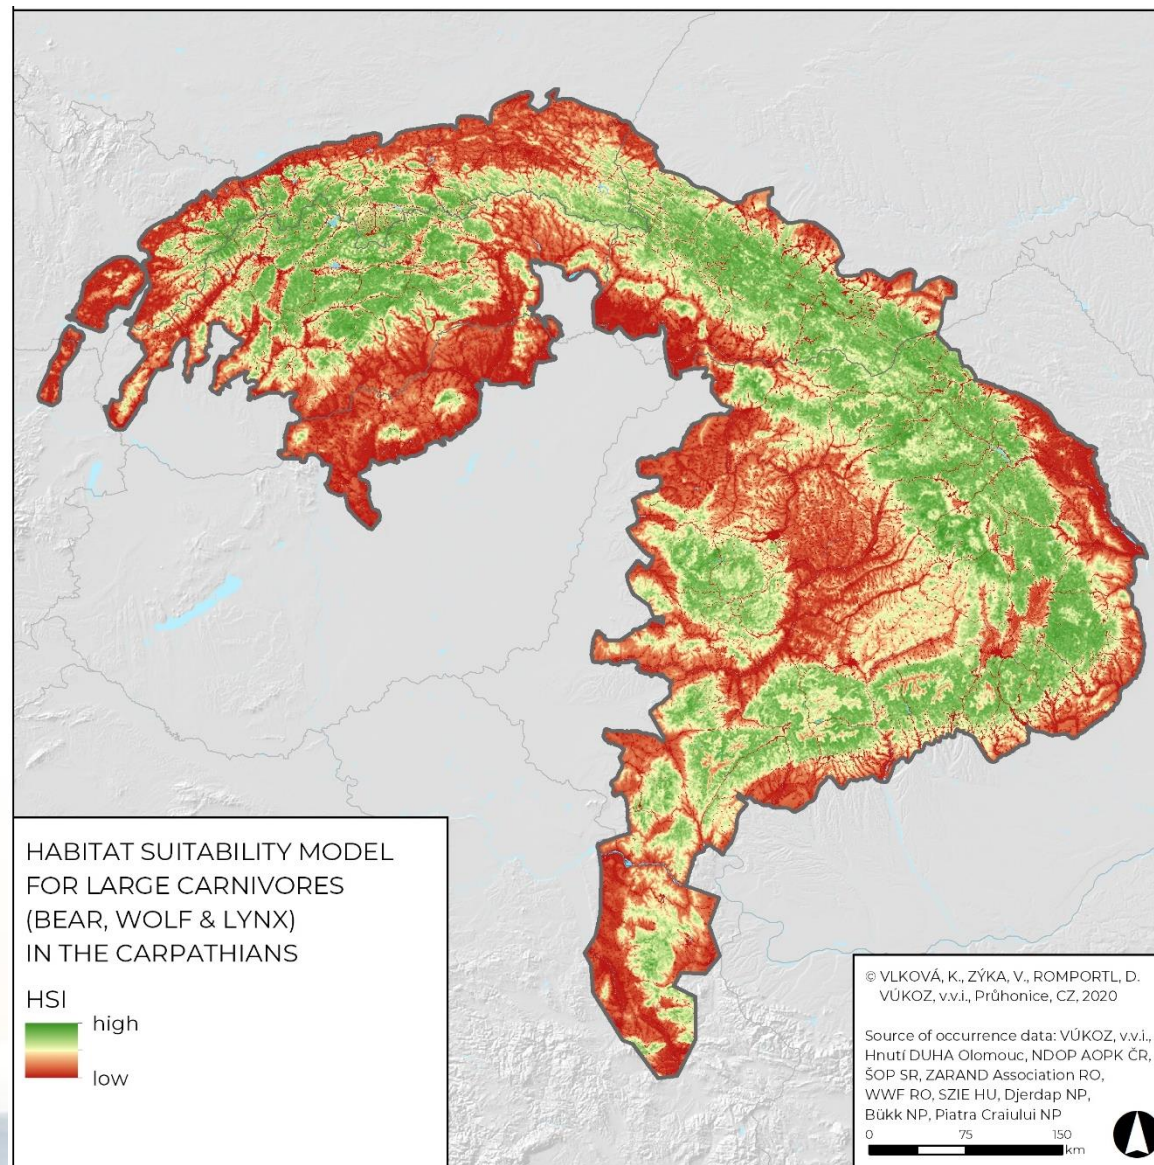 HABITAT SUITABILITY MODEL
FOR LARGE CARNIVORES
(BEAR, WOLF & LYNX)
IN THE CARPATHIANS
HSI
high
low
© VLKOVÁ, K., ZÝKA, V., ROMPORTL, D.
VÚKOZ, v.v.i., Průhonice, CZ, 2020
Source of occurrence data: VÚKOZ, v.v.i.,
Hnutí DUHA Olomouc, NDOP AOPK ČR,
ŠOP SR, ZARAND Association RO,
WWF RO, SZIE HU, Djerdap NP,
Bükk NP, Piatra Craiului NP
0 75 150
km